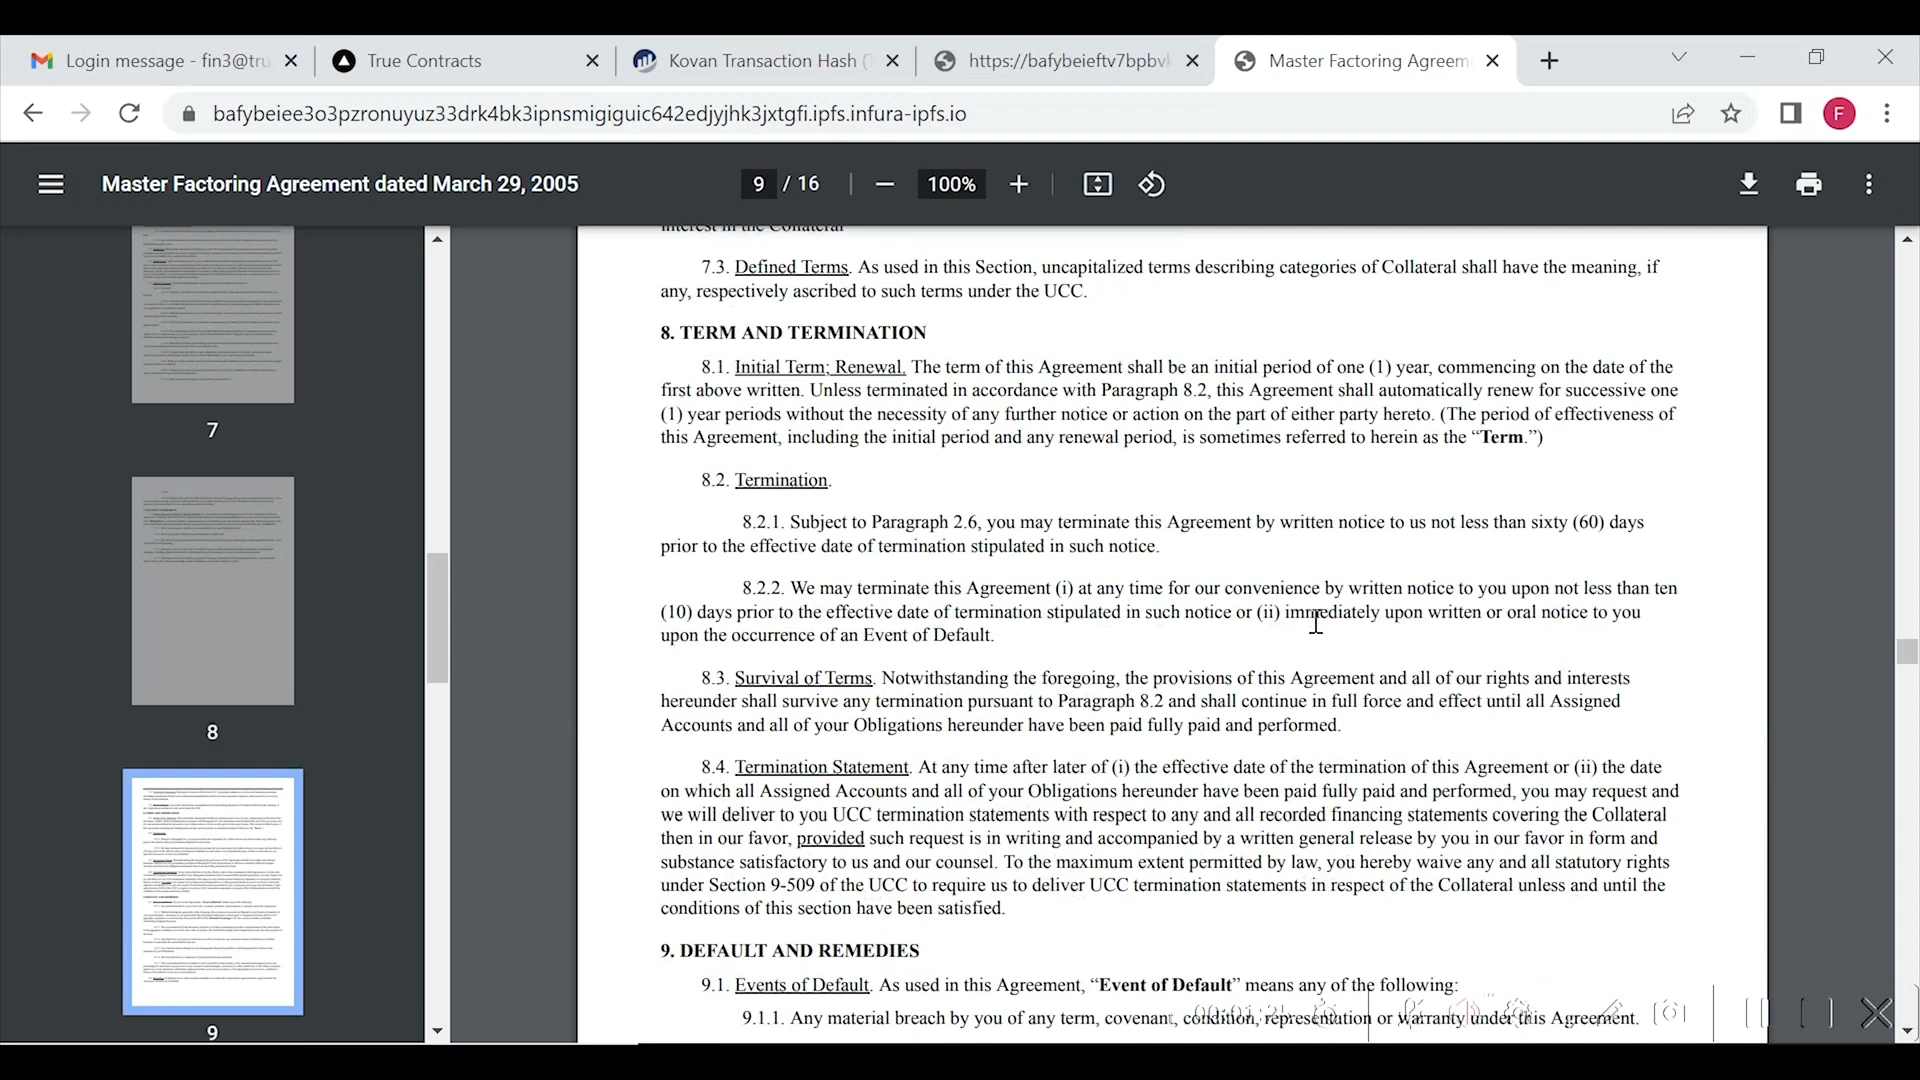 Login message - fin3@tru
True Contracts
Kovan Transaction Hash (T
https://bafybeieftv7bpbvk
Master Factoring Agreem
bafybeiee3o3pzronuyuz33drk4bk3ipnsmigiguic642edjyjhk3jxtgfi.ipfs.infura-ipfs.io
F
Master Factoring Agreement dated March 29, 2005
9 / 16
100%
7
8
9
interest in the Collateral
7.3. Defined Terms. As used in this Section, uncapitalized terms describing categories of Collateral shall have the meaning, if
any, respectively ascribed to such terms under the UCC.
8. TERM AND TERMINATION
8.1. Initial Term; Renewal. The term of this Agreement shall be an initial period of one (1) year, commencing on the date of the
first above written. Unless terminated in accordance with Paragraph 8.2, this Agreement shall automatically renew for successive one
(1) year periods without the necessity of any further notice or action on the part of either party hereto. (The period of effectiveness of
this Agreement, including the initial period and any renewal period, is sometimes referred to herein as the “Term.”)
8.2. Termination.
8.2.1. Subject to Paragraph 2.6, you may terminate this Agreement by written notice to us not less than sixty (60) days
prior to the effective date of termination stipulated in such notice.
8.2.2. We may terminate this Agreement (i) at any time for our convenience by written notice to you upon not less than ten
(10) days prior to the effective date of termination stipulated in such notice or (ii) immediately upon written or oral notice to you
upon the occurrence of an Event of Default.
8.3. Survival of Terms. Notwithstanding the foregoing, the provisions of this Agreement and all of our rights and interests
hereunder shall survive any termination pursuant to Paragraph 8.2 and shall continue in full force and effect until all Assigned
Accounts and all of your Obligations hereunder have been paid fully paid and performed.
8.4. Termination Statement. At any time after later of (i) the effective date of the termination of this Agreement or (ii) the date
on which all Assigned Accounts and all of your Obligations hereunder have been paid fully paid and performed, you may request and
we will deliver to you UCC termination statements with respect to any and all recorded financing statements covering the Collateral
then in our favor, provided such request is in writing and accompanied by a written general release by you in our favor in form and
substance satisfactory to us and our counsel. To the maximum extent permitted by law, you hereby waive any and all statutory rights
under Section 9-509 of the UCC to require us to deliver UCC termination statements in respect of the Collateral unless and until the
conditions of this section have been satisfied.
9. DEFAULT AND REMEDIES
9.1. Events of Default. As used in this Agreement, “Event of Default” means any of the following:
9.1.1. Any material breach by you of any term, covenant, condition, representation or warranty under this Agreement.